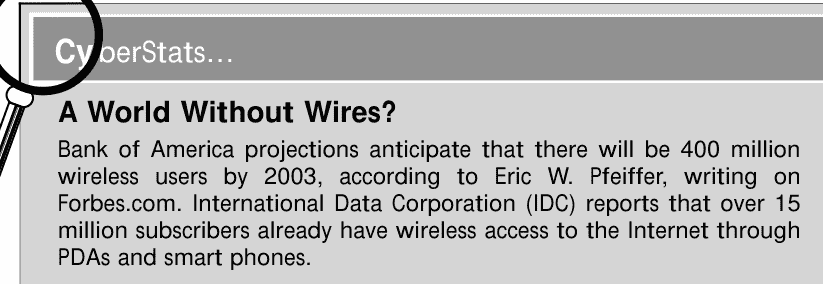 CyberStats...
A World Without Wires?
Bank of America projections anticipate that there will be 400 million
wireless users by 2003, according to Eric W. Pfeiffer, writing on
Forbes.com. International Data Corporation (IDC) reports that over 15
million subscribers already have wireless access to the Internet through
PDAs and smart phones.